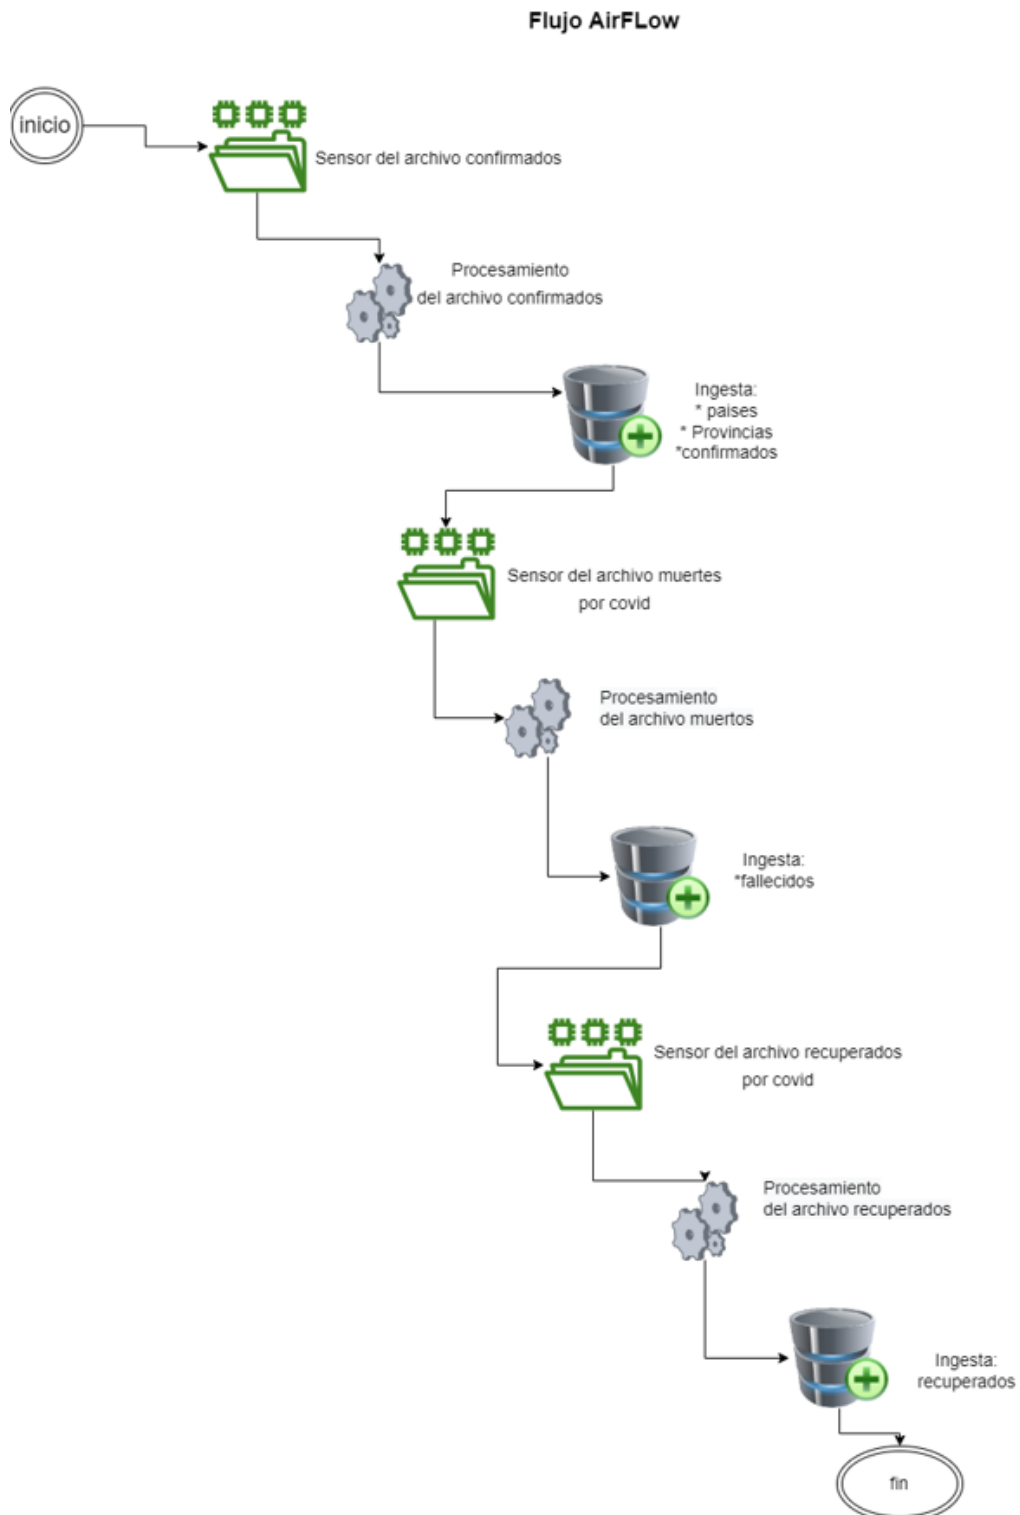 Flujo AirFLow
inicio
Sensor del archivo confirmados
Procesamiento
del archivo confirmados
Ingesta:
* paises
* Provincias
*confirmados
Sensor del archivo muertes
por covid
Procesamiento
del archivo muertos
Ingesta:
*fallecidos
Sensor del archivo recuperados
por covid
Procesamiento
del archivo recuperados
Ingesta:
recuperados
fin